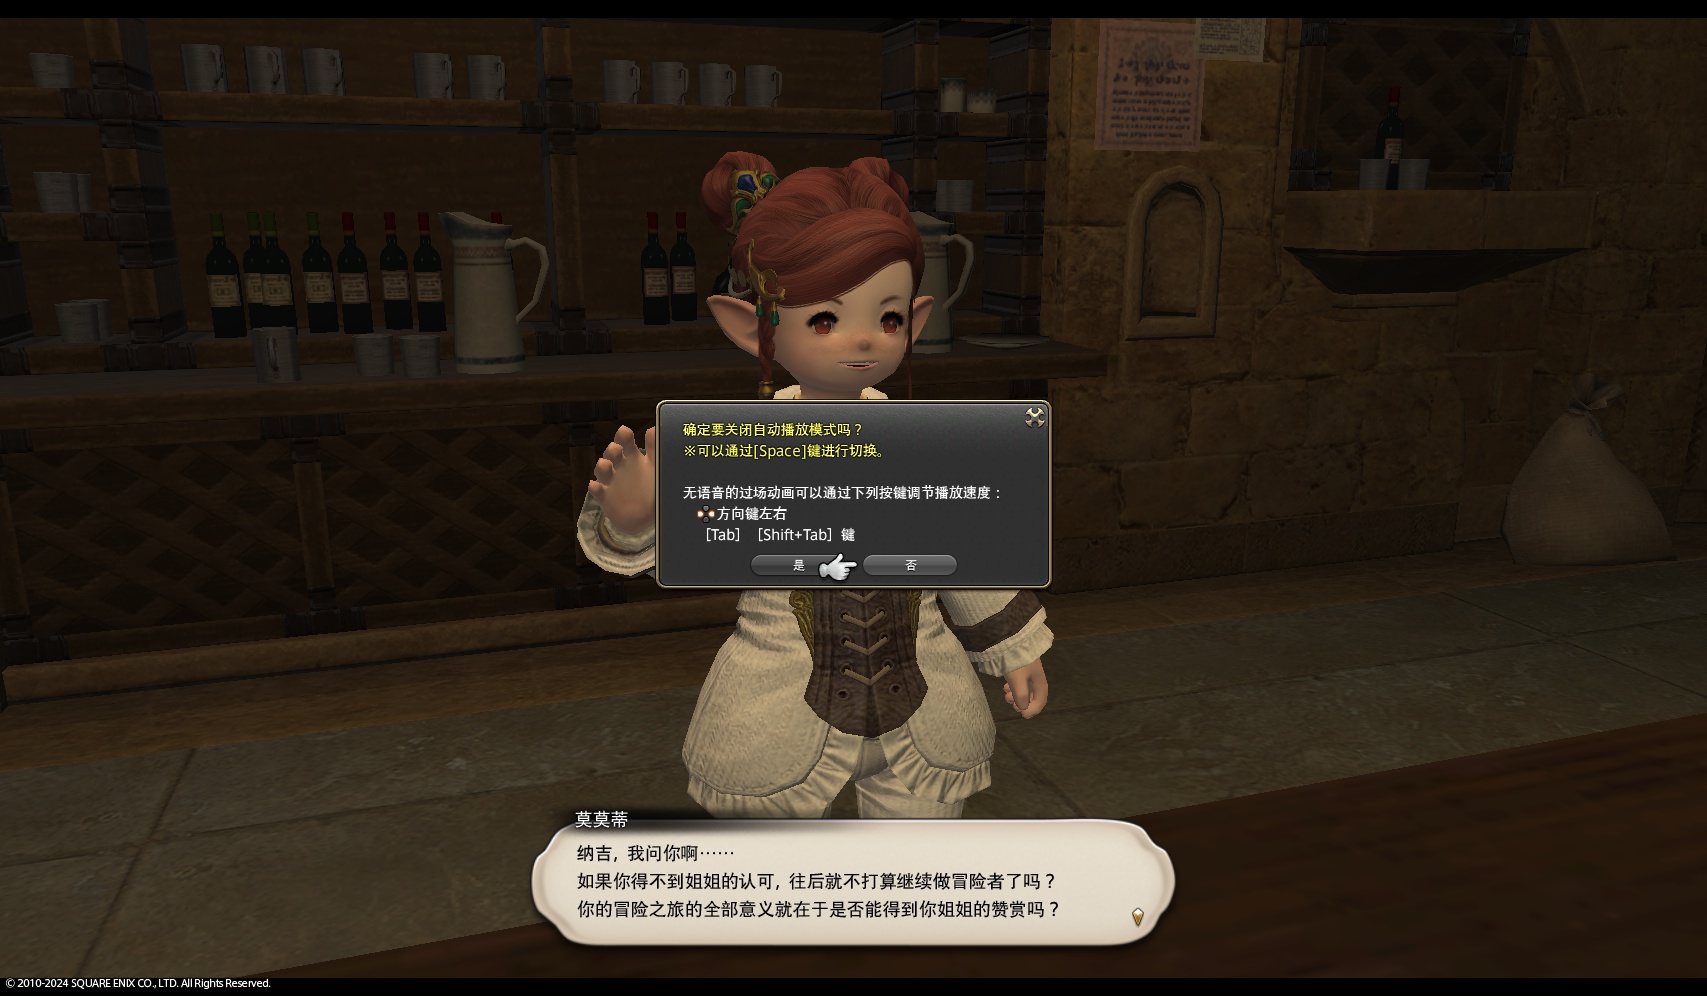 确定要关闭自动播放模式吗？
※可以通过[Space]键进行切换。
无语音的过场动画可以通过下列按键调节播放速度：
方向键左右
[Tab] [Shift+Tab] 键
是
否
莫莫蒂
纳吉，我问你啊……
如果你得不到姐姐的认可，往后就不打算继续做冒险者了吗？
你的冒险之旅的全部意义就在于是否能得到你姐姐的赞赏吗？
© 2010-2024 SQUARE ENIX CO., LTD. All Rights Reserved.